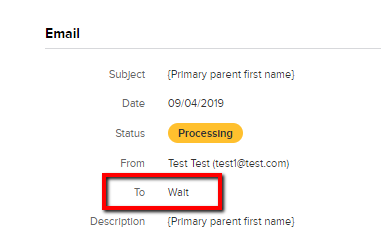 Email
Subject {Primary parent first name}
Date 09/04/2019
Status Processing
From Test Test (test1@test.com)
To Wait
Description {Primary parent first name}